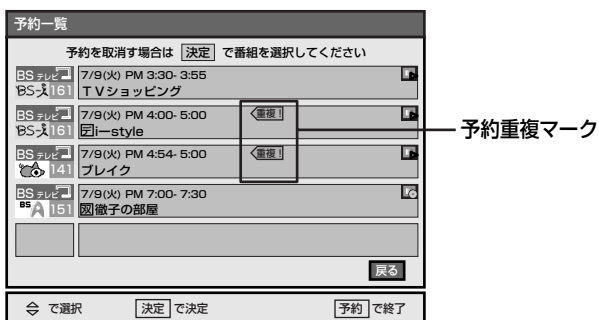 予約一覧
予約を取消す場合は 決定 で番組を選択してください
BS テレビ 7/9(火) PM 3:30- 3:55
BS-i 161 TVショッピング
BS テレビ 7/9(火) PM 4:00- 5:00 重複!
BS-i 161 デi—style
予約重複マーク
BS テレビ 7/9(火) PM 4:54- 5:00 重複!
141 ブレイク
BS テレビ 7/9(火) PM 7:00- 7:30
BS A 151 徹子の部屋
戻る
で選択 決定 で決定 予約 で終了